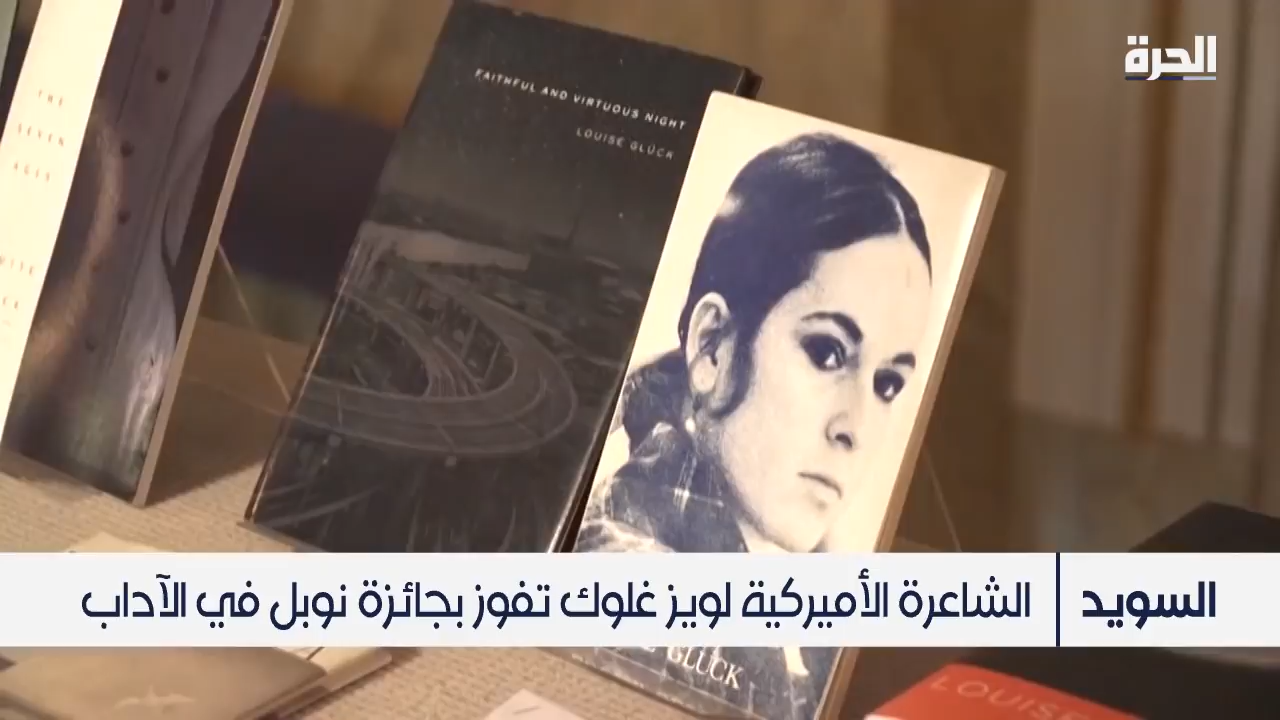 الحرة
THE
SEVEN
AGES
FAITHFUL AND VIRTUOUS NIGHT
LOUISE GLÜCK
السويد
الشاعرة الأميركية لويز غلوك تفوز بجائزة نوبل في الآداب
GLÜCK
LOUISE